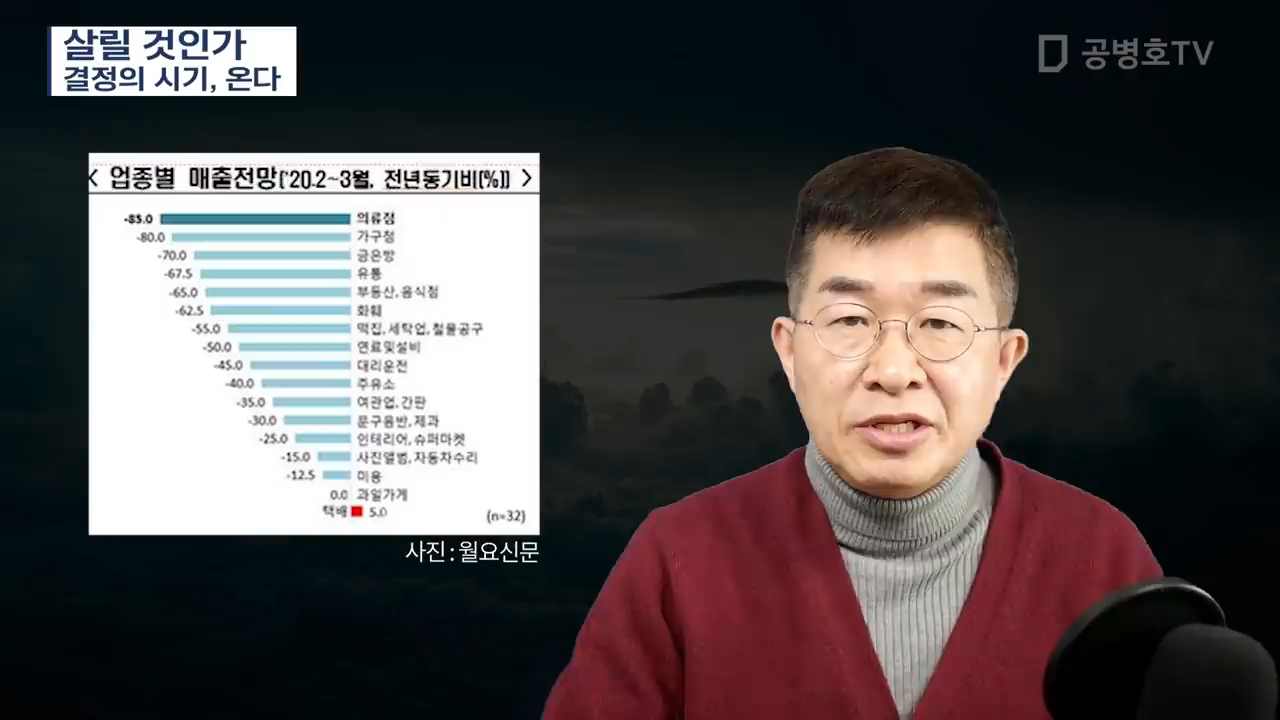 살릴 것인가
결정의 시기, 온다
공병호TV
< 업종별 매출전망('20.2~3월, 전년동기비(%)) >
-85.0 의류점
-80.0 가구점
-70.0 금은방
-67.5 유통
-65.0 부동산, 음식점
-62.5 화훼
-55.0 떡집, 세탁업, 철물공구
-50.0 연료및설비
-45.0 대리운전
-40.0 주유소
-35.0 여관업, 간판
-30.0 문구음반, 제과
-25.0 인테리어, 슈퍼마켓
-15.0 사진앨범, 자동차수리
-12.5 미용
0.0 과일가게
택배 5.0
(n=32)
사진 : 월요신문